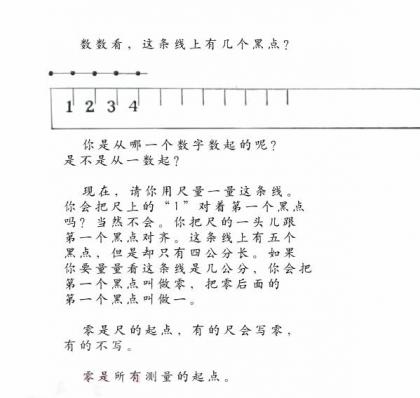 数数看，这条线上有几个黑点？
1 2 3 4
你是从哪一个数字数起的呢？
是不是从一数起？
现在，请你用尺量一量这条线。
你会把尺上的“1”对着第一个黑点
吗？当然不会。你把尺的一头儿跟
第一个黑点对齐。这条线上有五个
黑点，但是却只有四公分长。如果
你要量量看这条线是几公分，你会把
第一个黑点叫做零，把零后面的
第一个黑点叫做一。
零是尺的起点，有的尺会写零，
有的不写。
零是所有测量的起点。